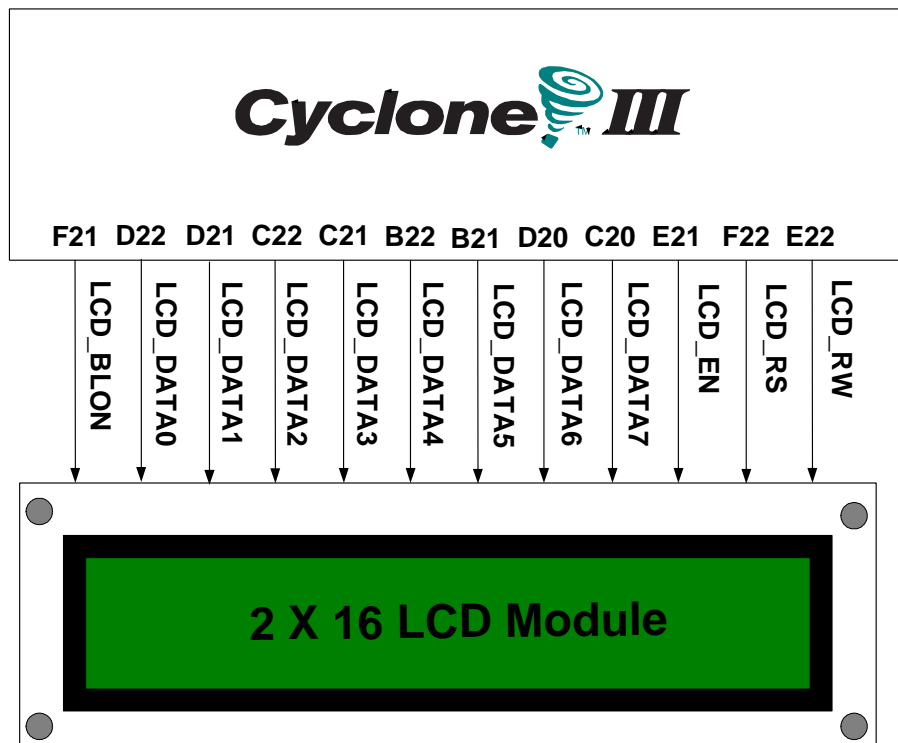 Cyclone III
TM
F21 D22 D21 C22 C21 B22 B21 D20 C20 E21 F22 E22
LCD_BLON
LCD_DATA0
LCD_DATA1
LCD_DATA2
LCD_DATA3
LCD_DATA4
LCD_DATA5
LCD_DATA6
LCD_DATA7
LCD_EN
LCD_RS
LCD_RW
2 X 16 LCD Module